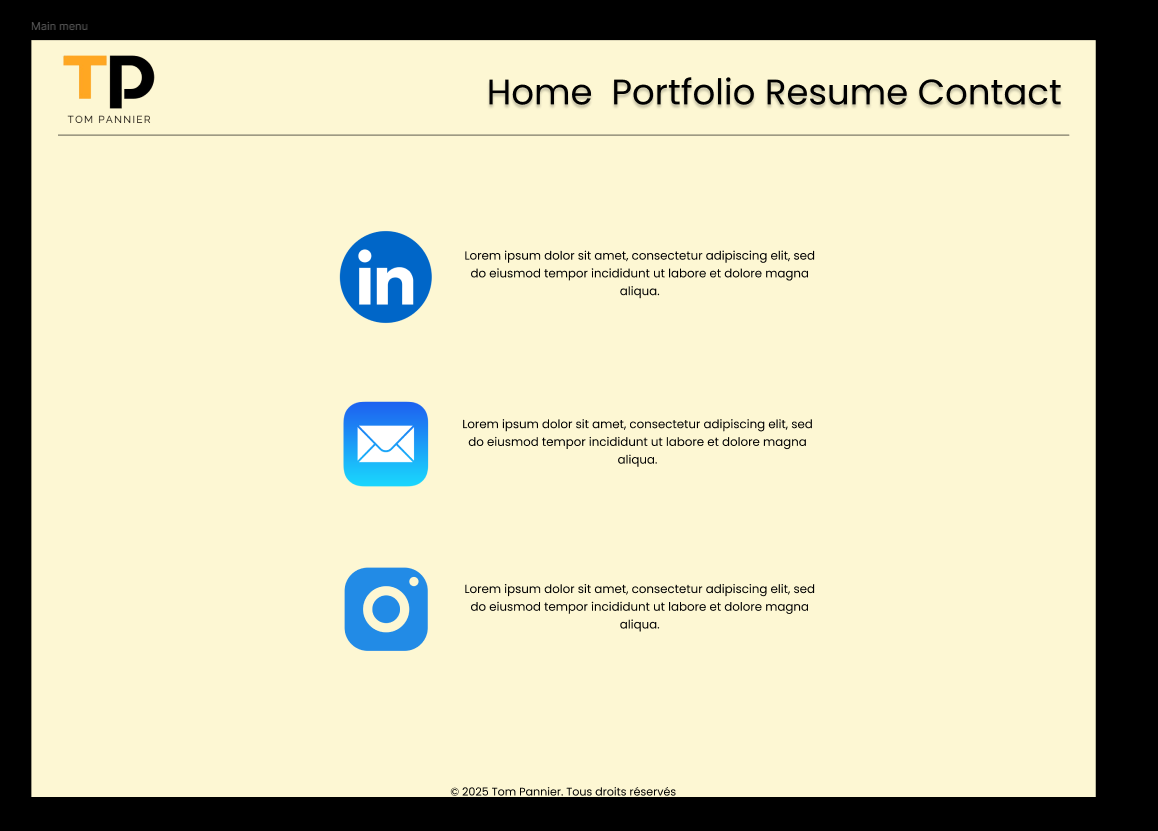 Main menu
TP
TOM PANNIER
Home Portfolio Resume Contact
in
Lorem ipsum dolor sit amet, consectetur adipiscing elit, sed
do eiusmod tempor incididunt ut labore et dolore magna
aliqua.
Lorem ipsum dolor sit amet, consectetur adipiscing elit, sed
do eiusmod tempor incididunt ut labore et dolore magna
aliqua.
Lorem ipsum dolor sit amet, consectetur adipiscing elit, sed
do eiusmod tempor incididunt ut labore et dolore magna
aliqua.
© 2025 Tom Pannier. Tous droits réservés